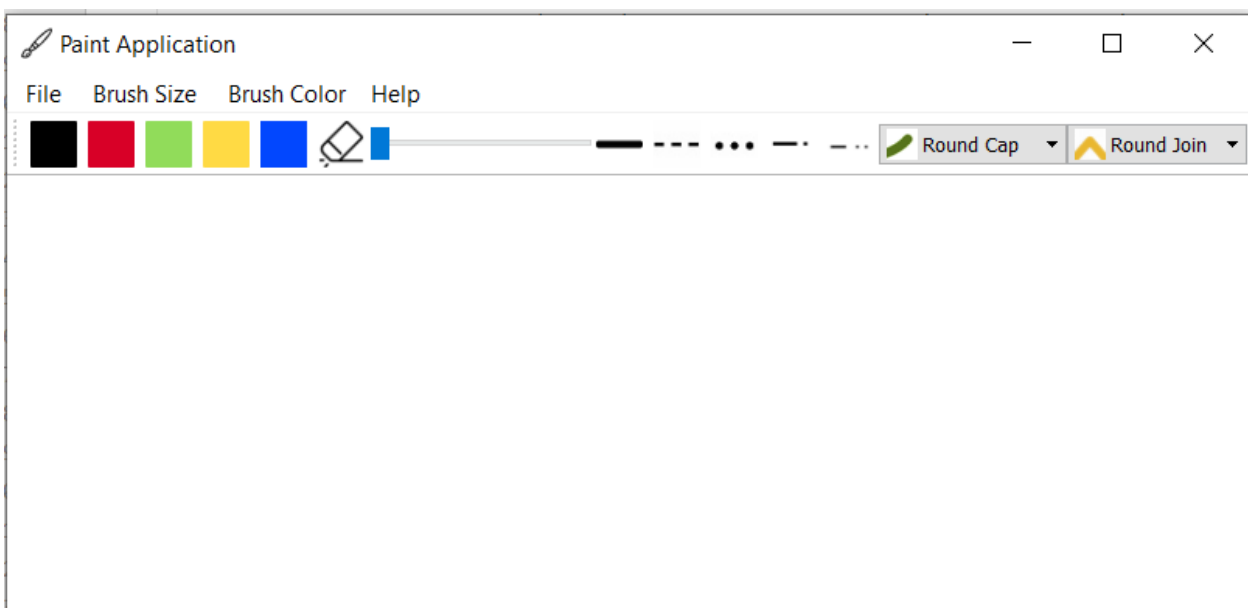 Paint Application
File Brush Size Brush Color Help
Round Cap Round Join